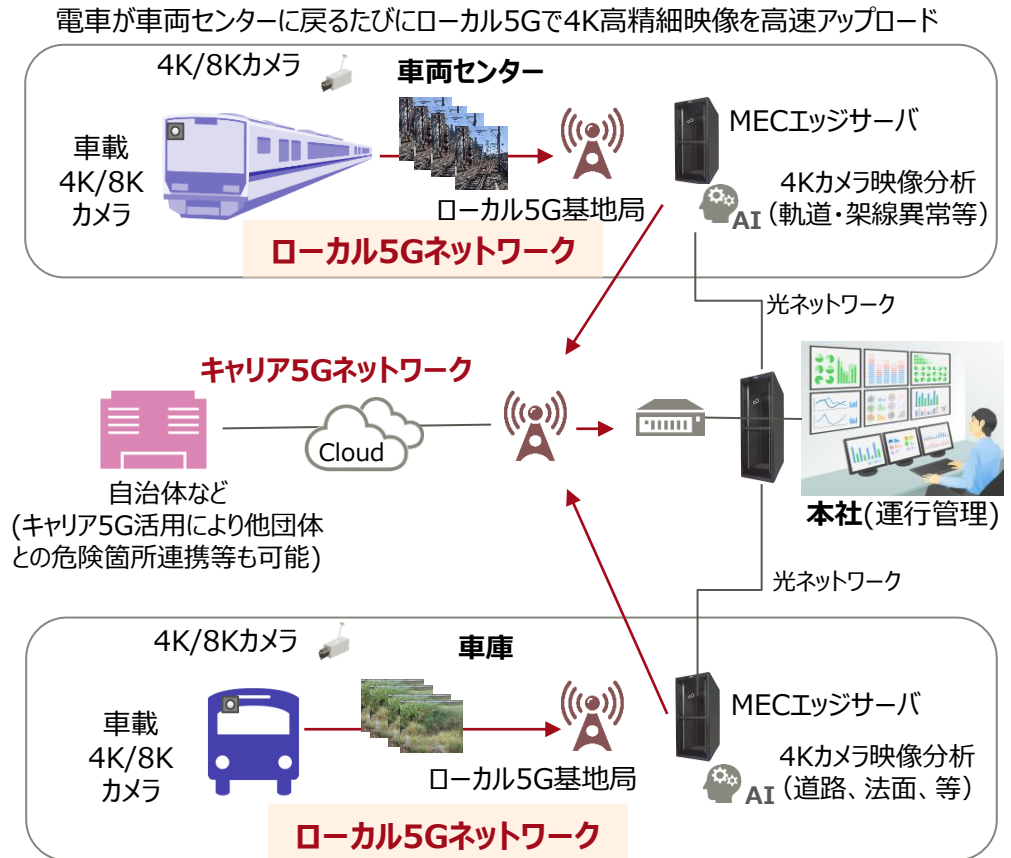 電車が車両センターに戻るたびにローカル5Gで4K高精細映像を高速アップロード
4K/8Kカメラ
車両センター
車載
4K/8K
カメラ
MECエッジサーバ
ローカル5G基地局
4Kカメラ映像分析
AI
(軌道・架線異常等)
ローカル5Gネットワーク
光ネットワーク
キャリア5Gネットワーク
Cloud
自治体など
(キャリア5G活用により他団体
との危険箇所連携等も可能)
本社(運行管理)
光ネットワーク
4K/8Kカメラ
車庫
車載
4K/8K
カメラ
MECエッジサーバ
ローカル5G基地局
4Kカメラ映像分析
AI
(道路、法面、等)
ローカル5Gネットワーク